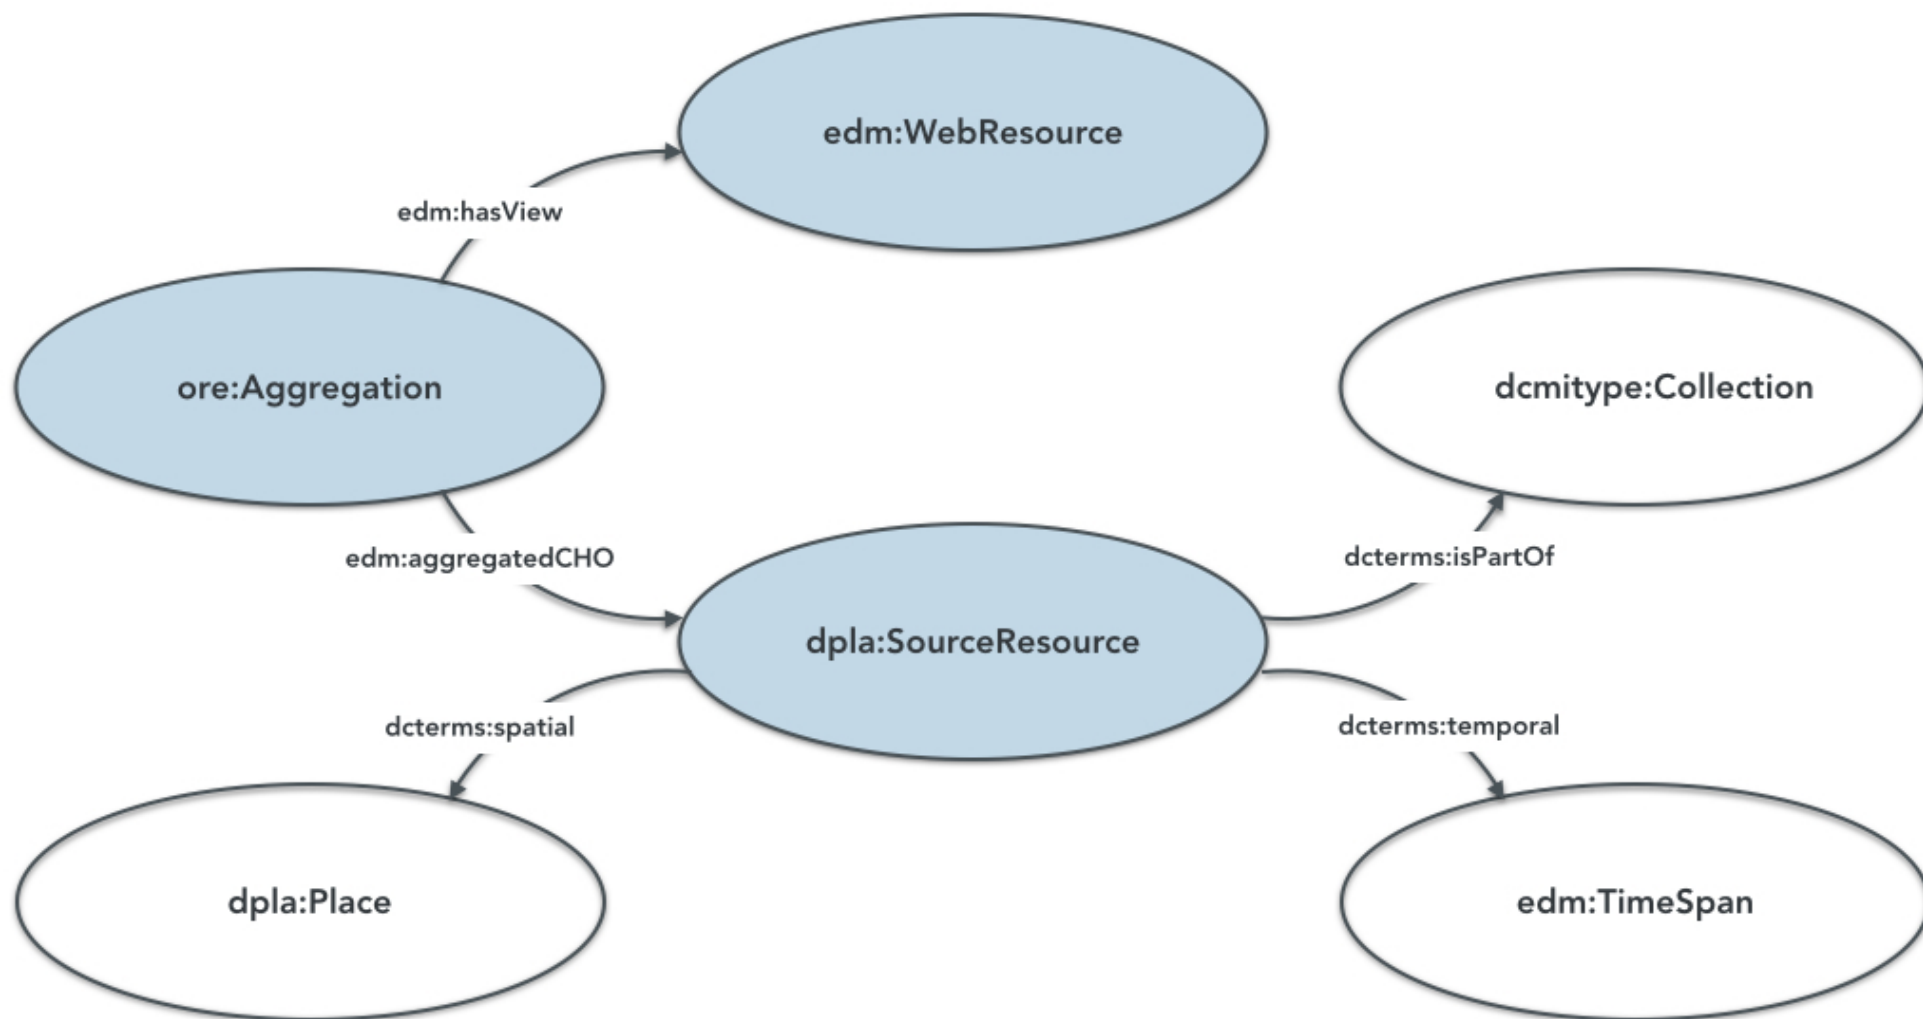 edm:WebResource
edm:hasView
ore:Aggregation
dcmitype:Collection
edm:aggregatedCHO
dcterms:isPartOf
dpla:SourceResource
dcterms:spatial
dcterms:temporal
dpla:Place
edm:TimeSpan